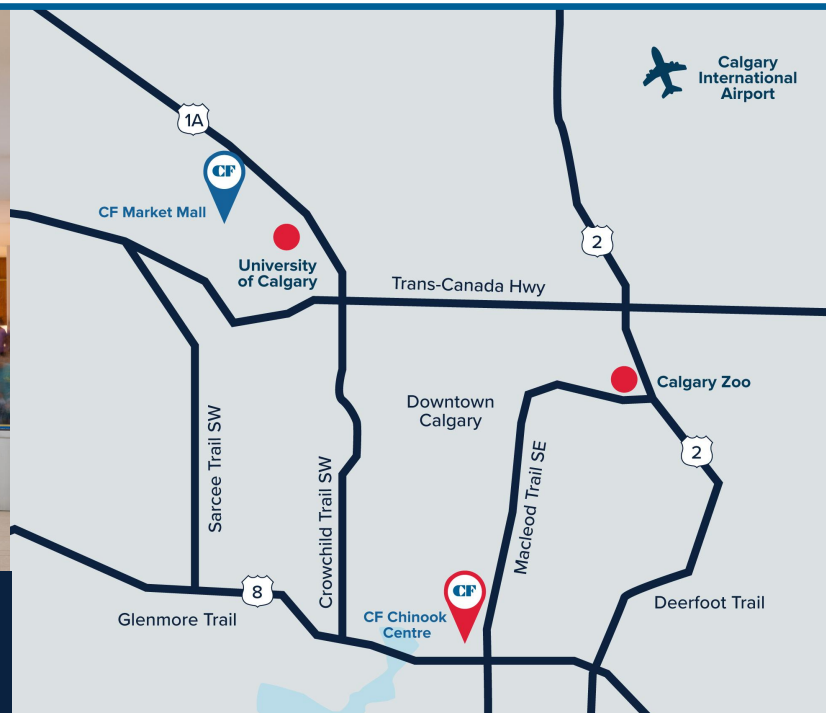 Calgary
International
Airport
1A
CF
CF Market Mall
University
of Calgary
2
Trans-Canada Hwy
Calgary Zoo
Downtown
Calgary
2
Sarcee Trail SW
Crowchild Trail SW
Macleod Trail SE
8
Glenmore Trail
CF
CF Chinook
Centre
Deerfoot Trail